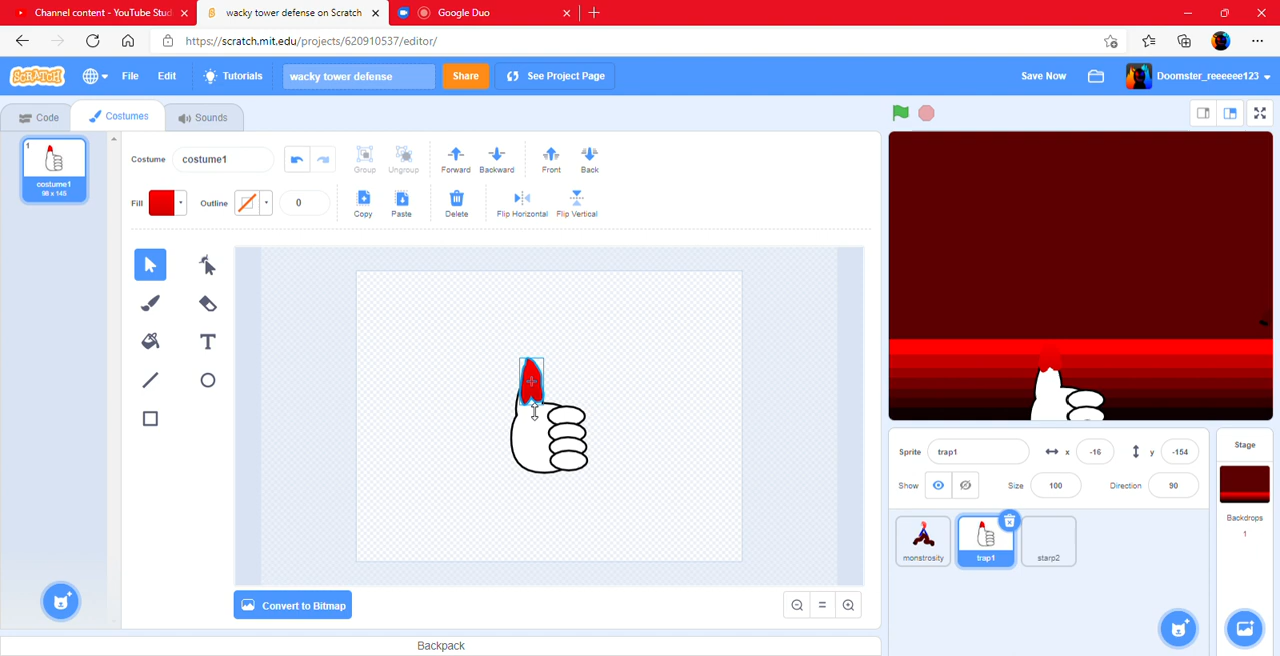 Channel content - YouTube Stud
wacky tower defense on Scratch
Google Duo
https://scratch.mit.edu/projects/620910537/editor/
SCRATCH
File
Edit
Tutorials
wacky tower defense
Share
See Project Page
Save Now
Doomster_reeeeee123
Code
Costumes
Sounds
1
costume1
98 x 145
Costume
costume1
Group
Ungroup
Forward
Backward
Front
Back
Fill
Outline
0
Copy
Paste
Delete
Flip Horizontal
Flip Vertical
T
Convert to Bitmap
Backpack
Sprite
trap1
x
-16
y
-154
Show
Size
100
Direction
90
monstrosity
trap1
starp2
Stage
Backdrops
1